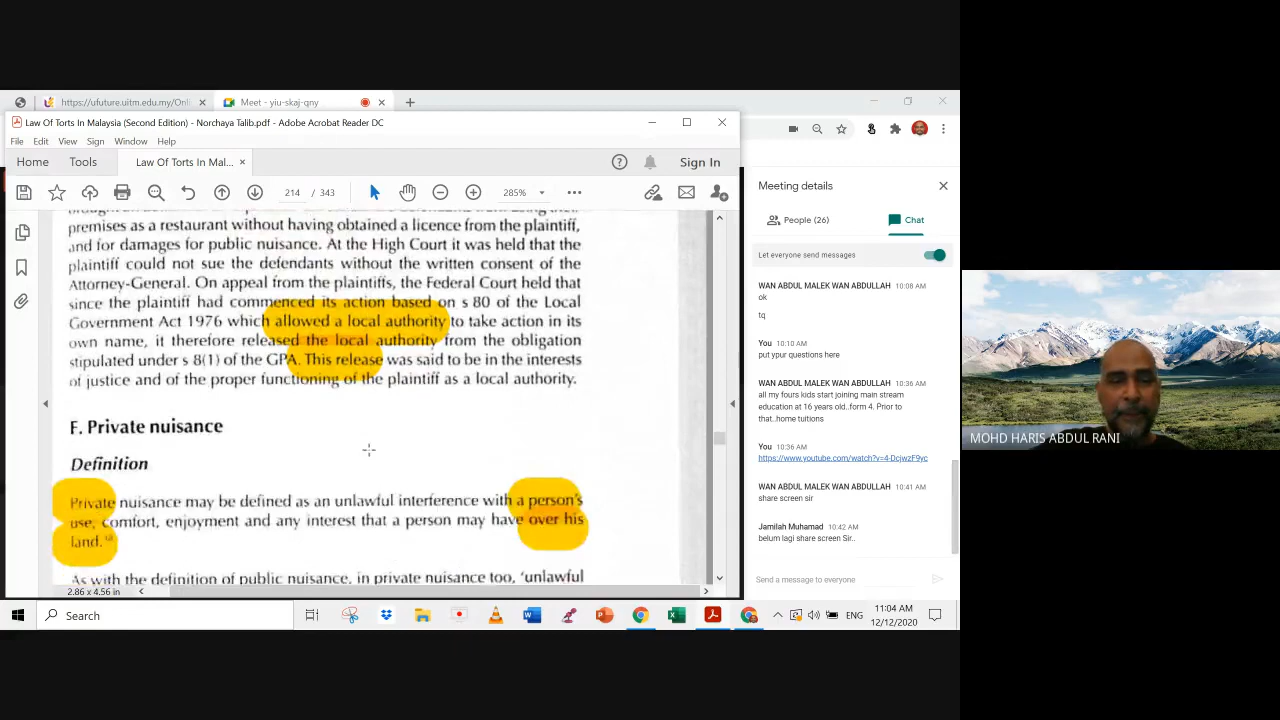 https://ufuture.uitm.edu.my/Onli
Meet - yiu-skaj-qny
Law Of Torts In Malaysia (Second Edition) - Norchaya Talib.pdf - Adobe Acrobat Reader DC
File Edit View Sign Window Help
Home Tools Law Of Torts In Mal... Sign In
214 / 343 285%
premises as a restaurant without having obtained a licence from the plaintiff,
and for damages for public nuisance. At the High Court it was held that the
plaintiff could not sue the defendants without the written consent of the
Attorney-General. On appeal from the plaintiffs, the Federal Court held that
since the plaintiff had commenced its action based on s 80 of the Local
Government Act 1976 which allowed a local authority to take action in its
own name, it therefore released the local authority from the obligation
stipulated under s 8(1) of the GPA. This release was said to be in the interests
of justice and of the proper functioning of the plaintiff as a local authority.
F. Private nuisance
Definition
Private nuisance may be defined as an unlawful interference with a person's
use, comfort, enjoyment and any interest that a person may have over his
land.
As with the definition of public nuisance, in private nuisance too, 'unlawful
2.86 x 4.56 in
Meeting details
People (26) Chat
Let everyone send messages
WAN ABDUL MALEK WAN ABDULLAH 10:08 AM
ok
tq
You 10:10 AM
put ypur questions here
WAN ABDUL MALEK WAN ABDULLAH 10:36 AM
all my fours kids start joining main stream
education at 16 years old..form 4. Prior to
that..home tuitions
You 10:36 AM
https://www.youtube.com/watch?v=4-DcjwzF9yc
WAN ABDUL MALEK WAN ABDULLAH 10:41 AM
share screen sir
Jamilah Muhamad 10:42 AM
belum lagi share screen Sir..
Send a message to everyone
MOHD HARIS ABDUL RANI
Search
ENG
11:04 AM
12/12/2020